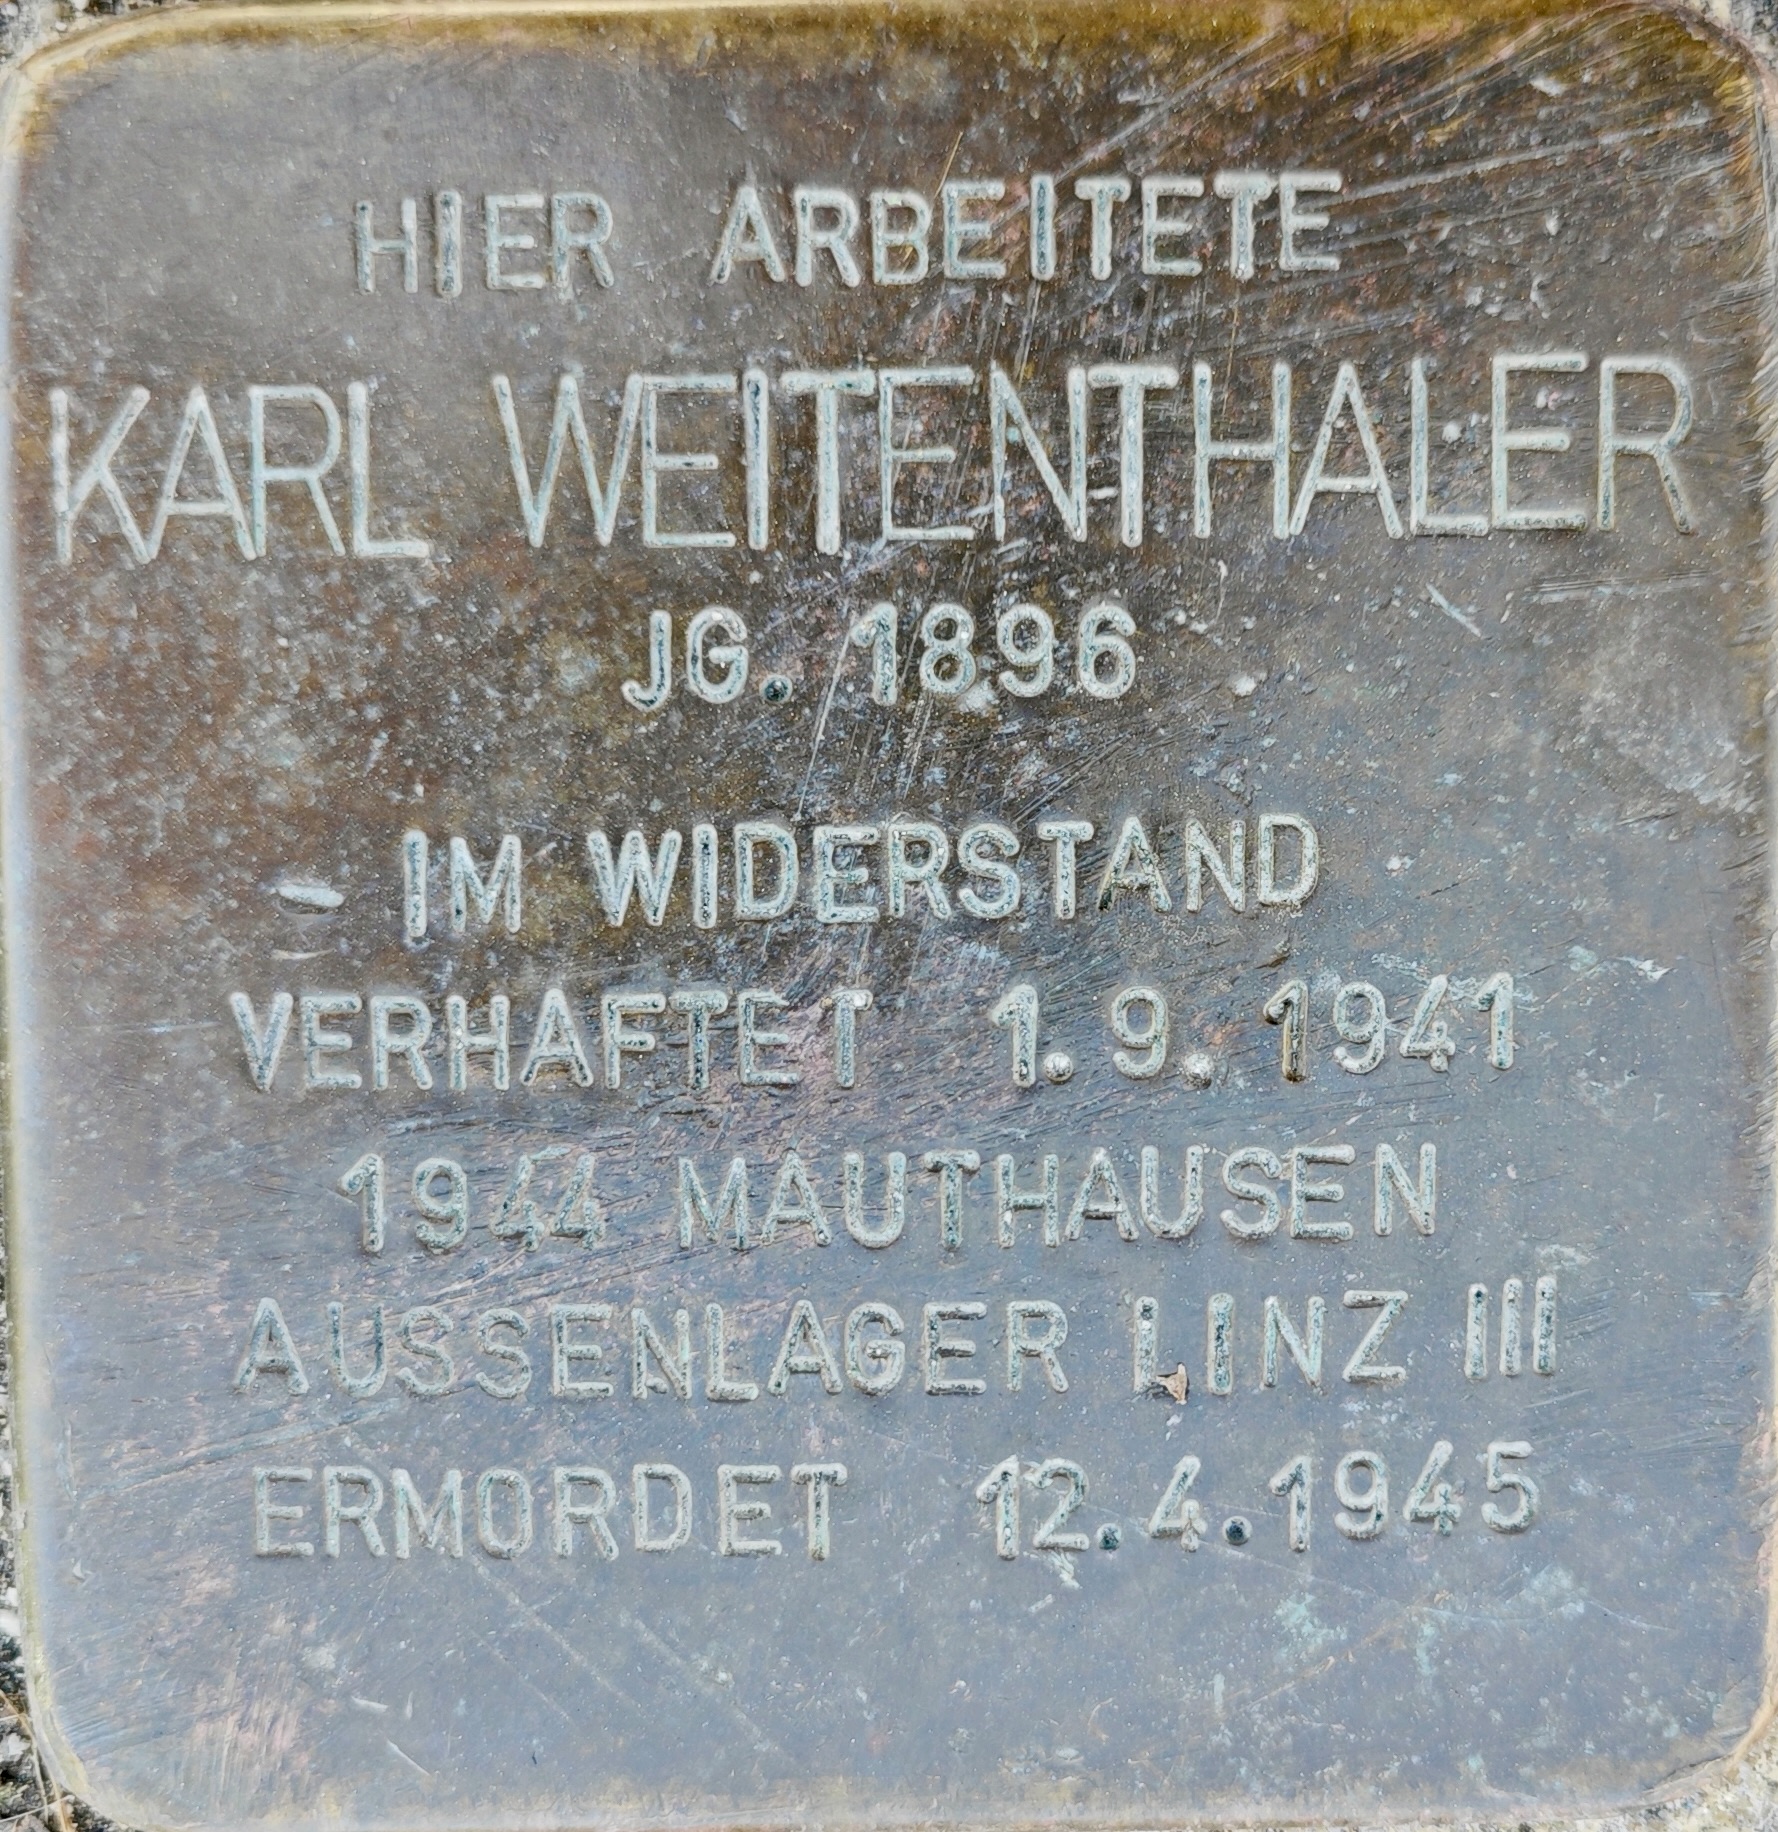 HIER ARBEITETE
KARL WEITENTHALER
JG. 1896
IM WIDERSTAND
VERHAFTET 1.9.1941
1944 MAUTHAUSEN
AUSSENLAGER LINZ III
ERMORDET 12.4.1945